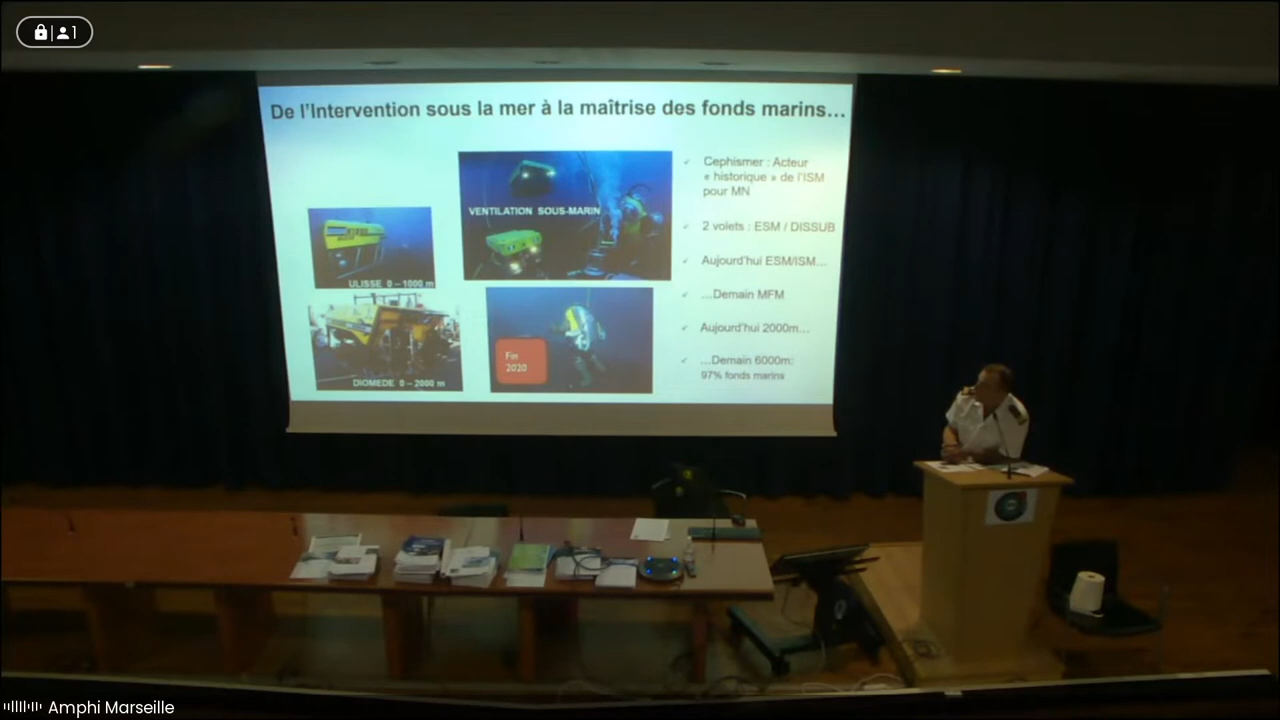 1
De l'Intervention sous la mer à la maîtrise des fonds marins...
VENTILATION SOUS-MARIN
ULISSE 0 – 1000 m
DIOMEDE 0 – 2000 m
Fin
2020
✓ Cephismer : Acteur
« historique » de l'ISM
pour MN
✓ 2 volets : ESM / DISSUB
✓ Aujourd'hui ESM/ISM...
✓ ...Demain MFM
✓ Aujourd'hui 2000m...
✓ ...Demain 6000m:
97% fonds marins
Amphi Marseille